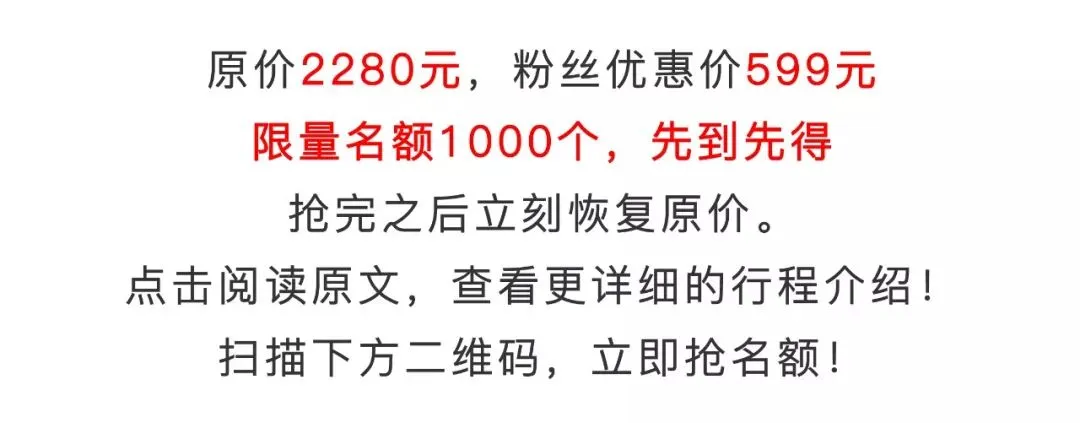 原价2280元，粉丝优惠价599元
限量名额1000个，先到先得
抢完之后立刻恢复原价。
点击阅读原文，查看更详细的行程介绍！
扫描下方二维码，立即抢名额！